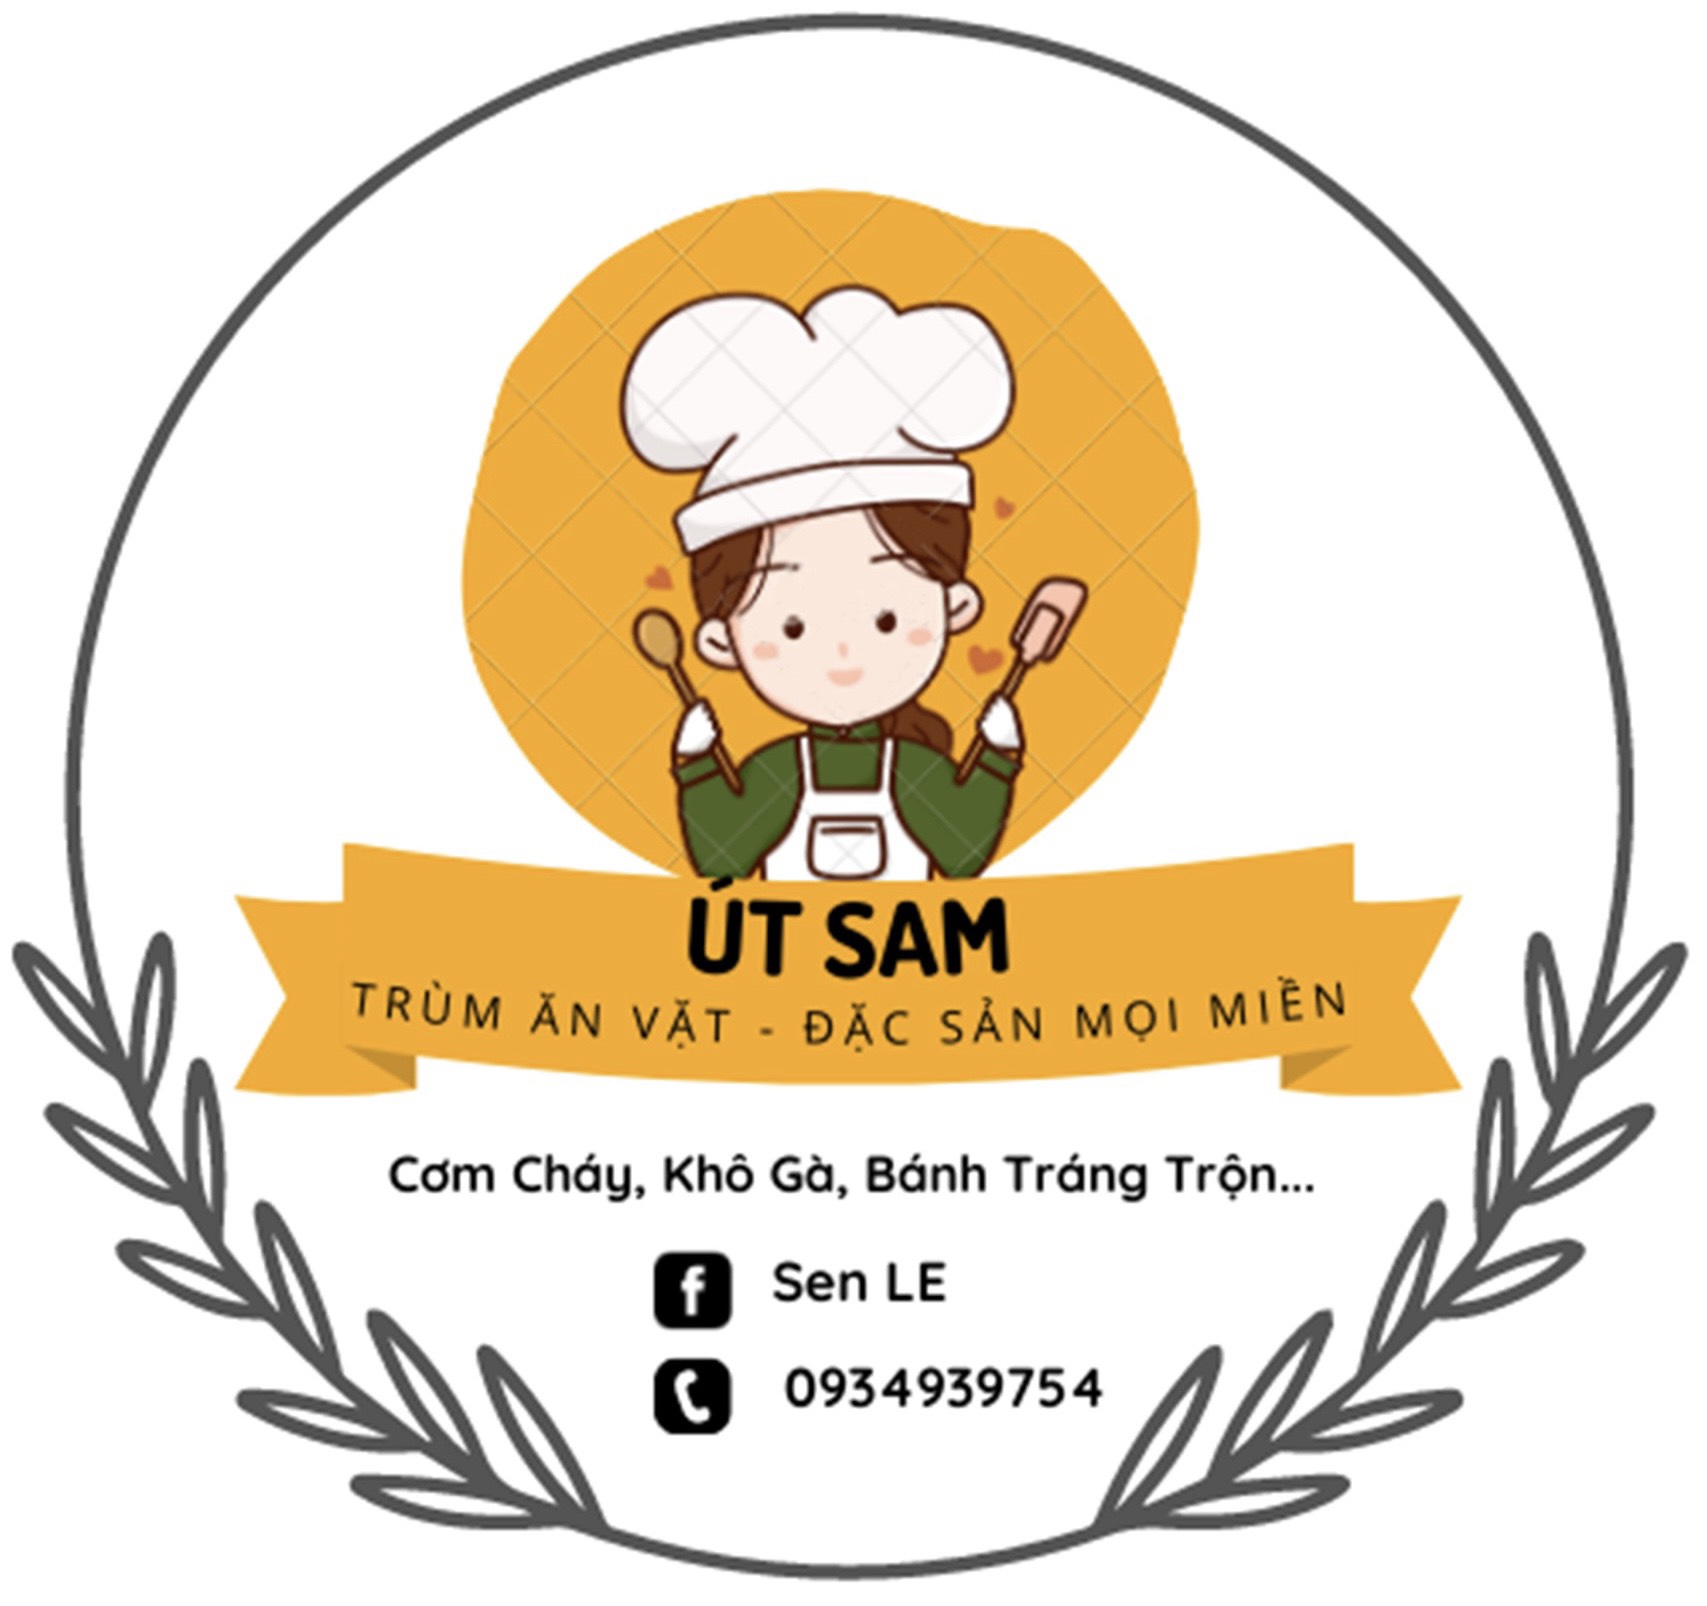 ÚT SAM
TRÙM ĂN VẶT - ĐẶC SẢN MỌI MIỀN
Cơm Cháy, Khô Gà, Bánh Tráng Trộn...
Sen LE
0934939754